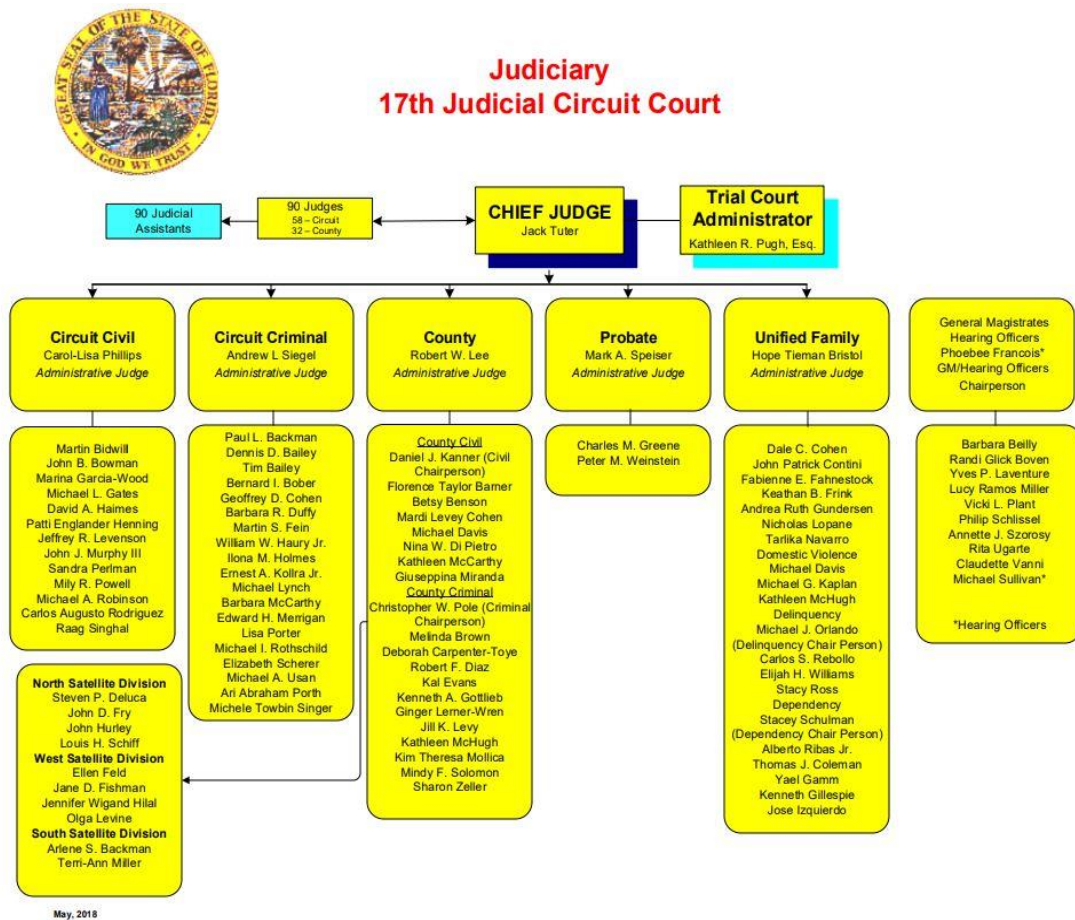 GREAT SEAL OF THE STATE OF FLORIDA
IN GOD WE TRUST
Judiciary
17th Judicial Circuit Court
90 Judicial
Assistants
90 Judges
58 – Circuit
32 – County
CHIEF JUDGE
Jack Tuter
Trial Court
Administrator
Kathleen R. Pugh, Esq.
Circuit Civil
Carol-Lisa Phillips
Administrative Judge
Circuit Criminal
Andrew L Siegel
Administrative Judge
County
Robert W. Lee
Administrative Judge
Probate
Mark A. Speiser
Administrative Judge
Unified Family
Hope Tieman Bristol
Administrative Judge
General Magistrates
Hearing Officers
Phoebee Francois*
GM/Hearing Officers
Chairperson
Martin Bidwill
John B. Bowman
Marina Garcia-Wood
Michael L. Gates
David A. Haimes
Patti Englander Henning
Jeffrey R. Levenson
John J. Murphy III
Sandra Perlman
Mily R. Powell
Michael A. Robinson
Carlos Augusto Rodriguez
Raag Singhal
Paul L. Backman
Dennis D. Bailey
Tim Bailey
Bernard I. Bober
Geoffrey D. Cohen
Barbara R. Duffy
Martin S. Fein
William W. Haury Jr.
Ilona M. Holmes
Ernest A. Kollra Jr.
Michael Lynch
Barbara McCarthy
Edward H. Merrigan
Lisa Porter
Michael I. Rothschild
Elizabeth Scherer
Michael A. Usan
Ari Abraham Porth
Michele Towbin Singer
County Civil
Daniel J. Kanner (Civil
Chairperson)
Florence Taylor Barner
Betsy Benson
Mardi Levey Cohen
Michael Davis
Nina W. Di Pietro
Kathleen McCarthy
Giuseppina Miranda
County Criminal
Christopher W. Pole (Criminal
Chairperson)
Melinda Brown
Deborah Carpenter-Toye
Robert F. Diaz
Kal Evans
Kenneth A. Gottlieb
Ginger Lerner-Wren
Jill K. Levy
Kathleen McHugh
Kim Theresa Mollica
Mindy F. Solomon
Sharon Zeller
Charles M. Greene
Peter M. Weinstein
Dale C. Cohen
John Patrick Contini
Fabienne E. Fahnestock
Keathan B. Frink
Andrea Ruth Gundersen
Nicholas Lopane
Tarlika Navarro
Domestic Violence
Michael Davis
Michael G. Kaplan
Kathleen McHugh
Delinquency
Michael J. Orlando
(Delinquency Chair Person)
Carlos S. Rebollo
Elijah H. Williams
Stacy Ross
Dependency
Stacey Schulman
(Dependency Chair Person)
Alberto Ribas Jr.
Thomas J. Coleman
Yael Gamm
Kenneth Gillespie
Jose Izquierdo
Barbara Beilly
Randi Glick Boven
Yves P. Laventure
Lucy Ramos Miller
Vicki L. Plant
Philip Schlissel
Annette J. Szorosy
Rita Ugarte
Claudette Vanni
Michael Sullivan*
*Hearing Officers
North Satellite Division
Steven P. Deluca
John D. Fry
John Hurley
Louis H. Schiff
West Satellite Division
Ellen Feld
Jane D. Fishman
Jennifer Wigand Hilal
Olga Levine
South Satellite Division
Arlene S. Backman
Terri-Ann Miller
May, 2018